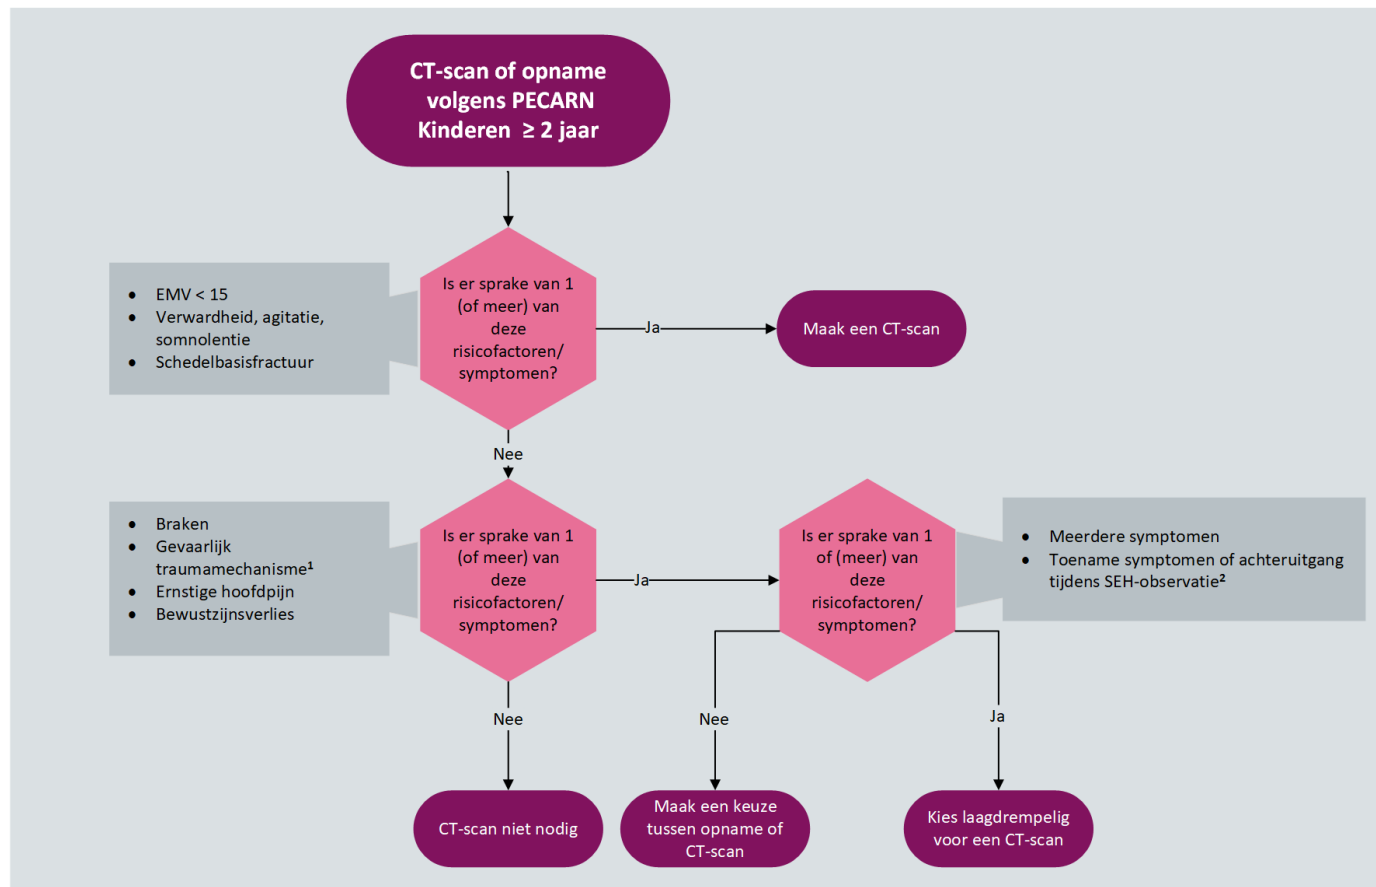 CT-scan of opname
volgens PECARN
Kinderen ≥ 2 jaar
Is er sprake van 1
(of meer) van
deze
risicofactoren/
symptomen?
• EMV < 15
• Verwardheid, agitatie,
somnolentie
• Schedelbasisfractuur
Ja
Maak een CT-scan
Nee
Is er sprake van 1
(of meer) van
deze
risicofactoren/
symptomen?
• Braken
• Gevaarlijk
traumamechanisme¹
• Ernstige hoofdpijn
• Bewustzijnsverlies
Ja
Is er sprake van 1
of (meer) van
deze
risicofactoren/
symptomen?
• Meerdere symptomen
• Toename symptomen of achteruitgang
tijdens SEH-observatie²
Nee
Nee
Ja
CT-scan niet nodig
Maak een keuze
tussen opname of
CT-scan
Kies laagdrempelig
voor een CT-scan